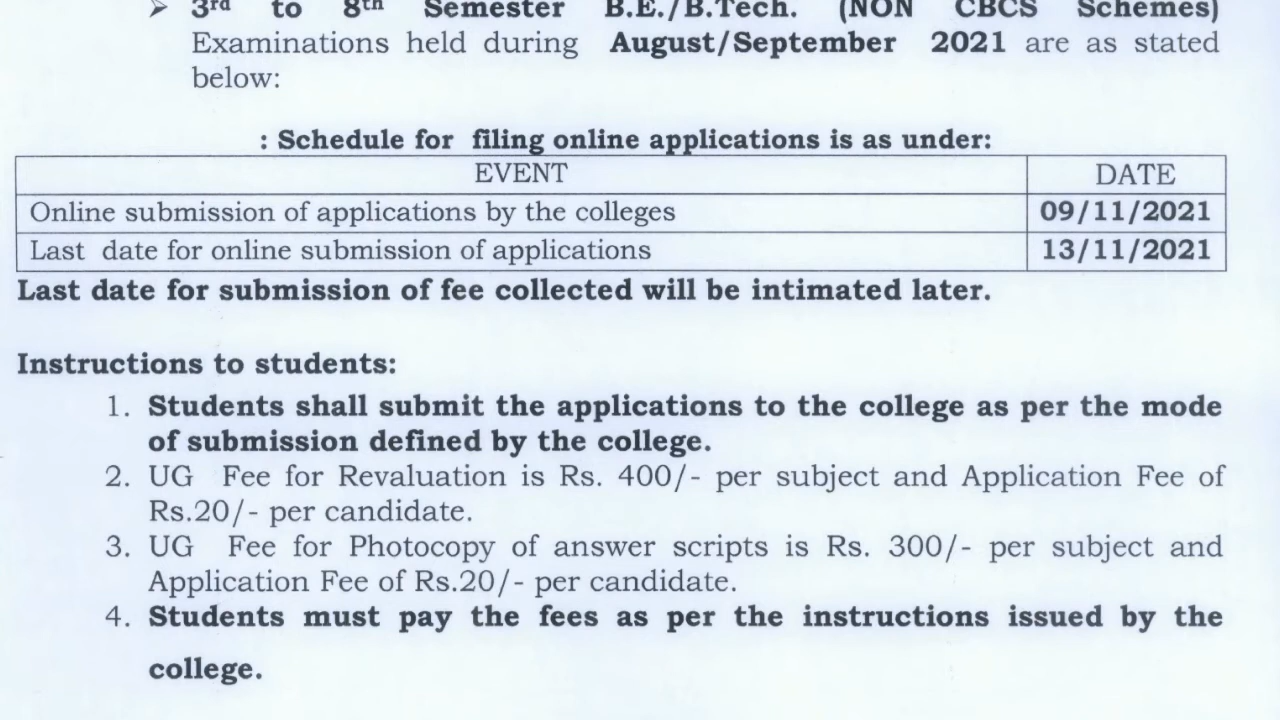 ➢ 3rd to 8th Semester B.E./B.Tech. (NON CBCS Schemes)
Examinations held during August/September 2021 are as stated
below:
: Schedule for filing online applications is as under:
EVENT DATE
Online submission of applications by the colleges 09/11/2021
Last date for online submission of applications 13/11/2021
Last date for submission of fee collected will be intimated later.
Instructions to students:
1. Students shall submit the applications to the college as per the mode
of submission defined by the college.
2. UG Fee for Revaluation is Rs. 400/- per subject and Application Fee of
Rs.20/- per candidate.
3. UG Fee for Photocopy of answer scripts is Rs. 300/- per subject and
Application Fee of Rs.20/- per candidate.
4. Students must pay the fees as per the instructions issued by the
college.